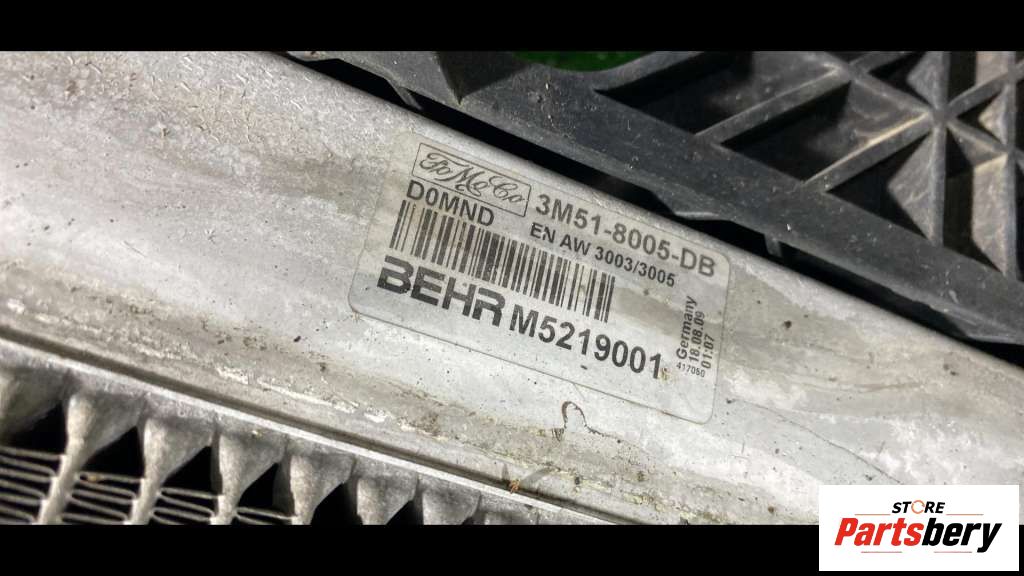 FoMoCo
3M51-8005-DB
D0MND
EN AW 3003/3005
BEHR M5219001
Germany
18.08.09
01:07
417050
STORE
Partsbery